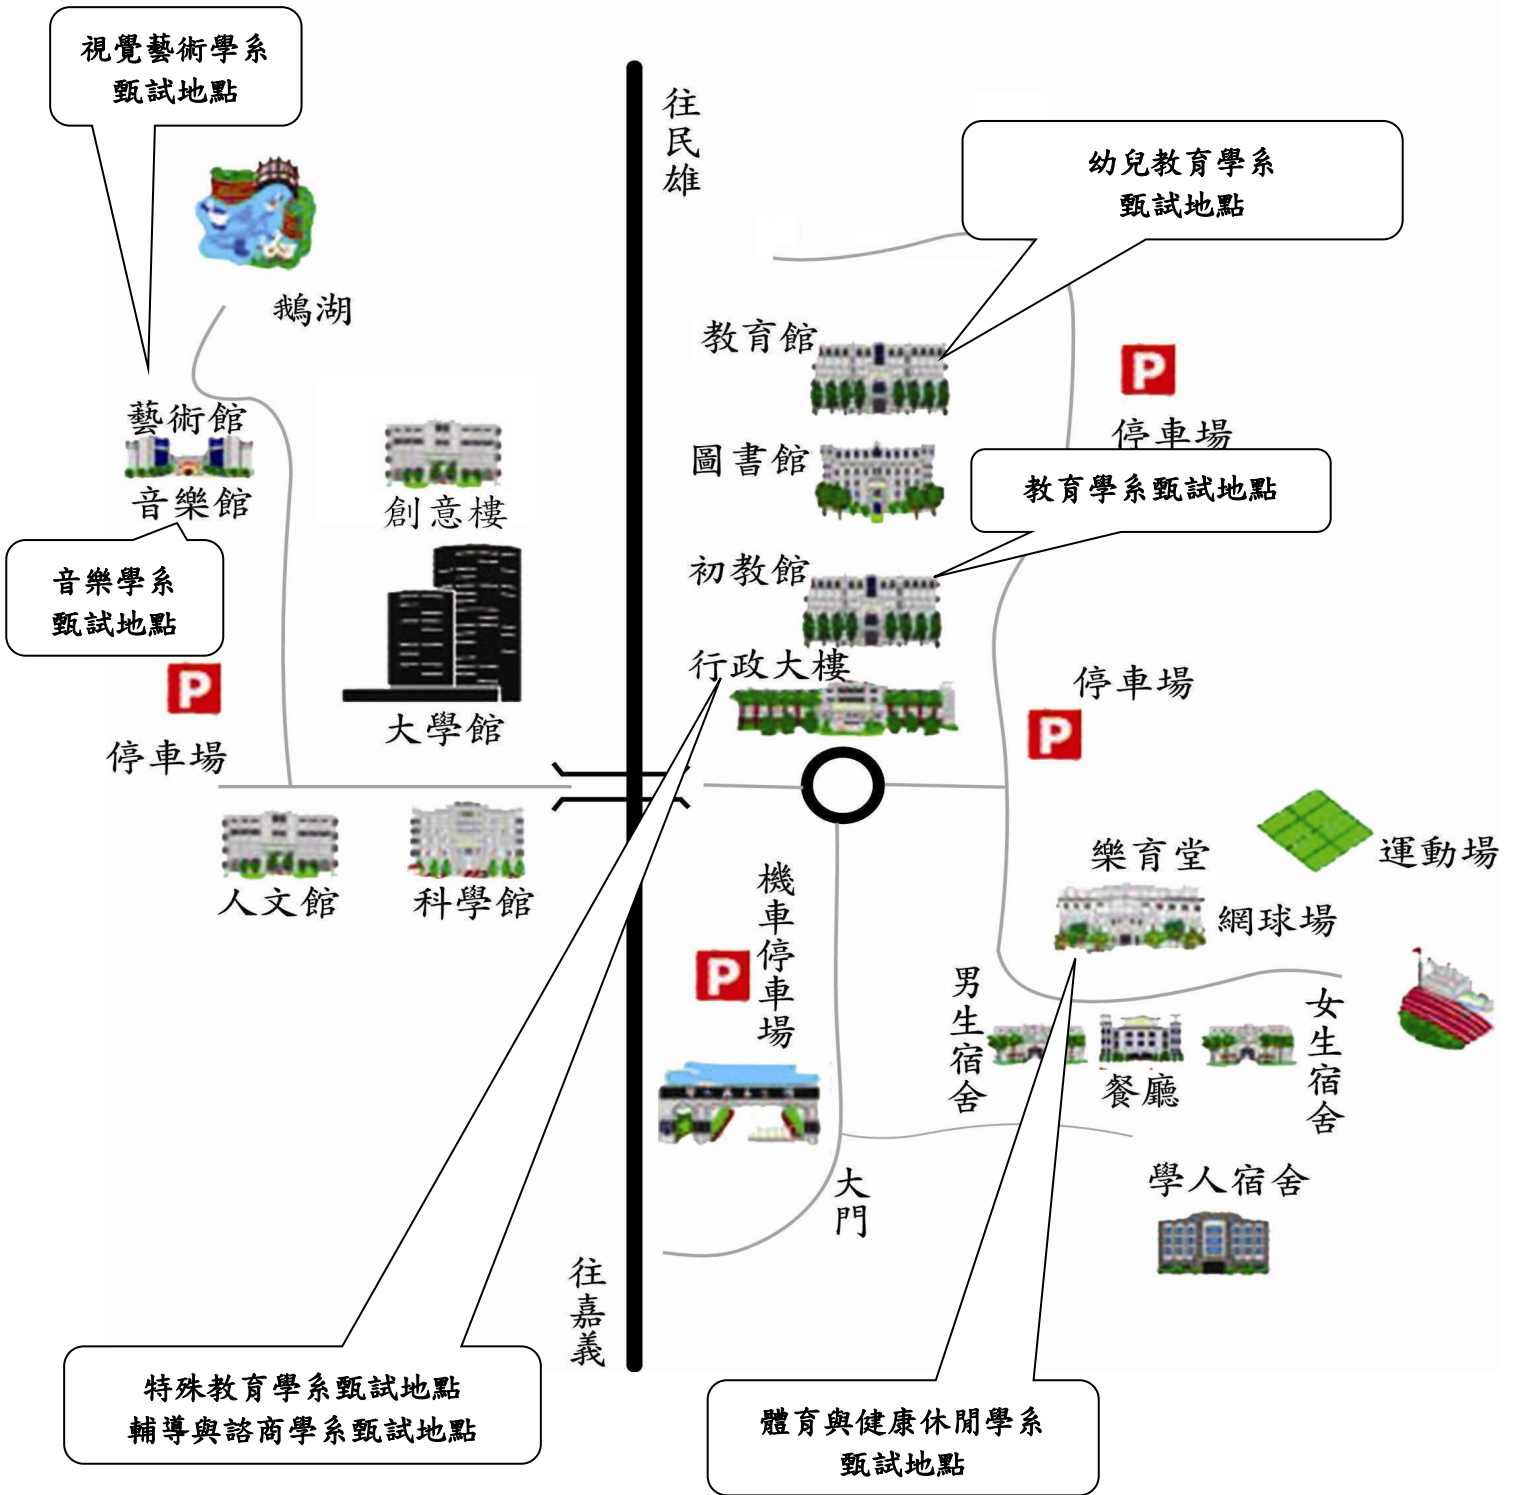 視覺藝術學系
甄試地點
往民雄
幼兒教育學系
甄試地點
鵝湖
教育館
P
停車場
藝術館
圖書館
教育學系甄試地點
音樂館
創意樓
音樂學系
甄試地點
初教館
行政大樓
P
停車場
大學館
停車場
P
人文館
科學館
樂育堂
運動場
網球場
機車停車場
P
男生宿舍
女生宿舍
餐廳
大門
學人宿舍
往嘉義
特殊教育學系甄試地點
輔導與諮商學系甄試地點
體育與健康休閒學系
甄試地點